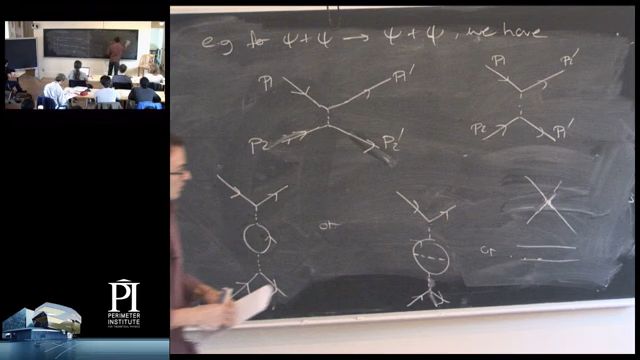 e.g for ψ+ψ → ψ+ψ, we have
P1 P1'
P2 P2'
P1 P1'
P2 P1'
or
or
PI PERIMETER
INSTITUTE
FOR THEORETICAL PHYSICS